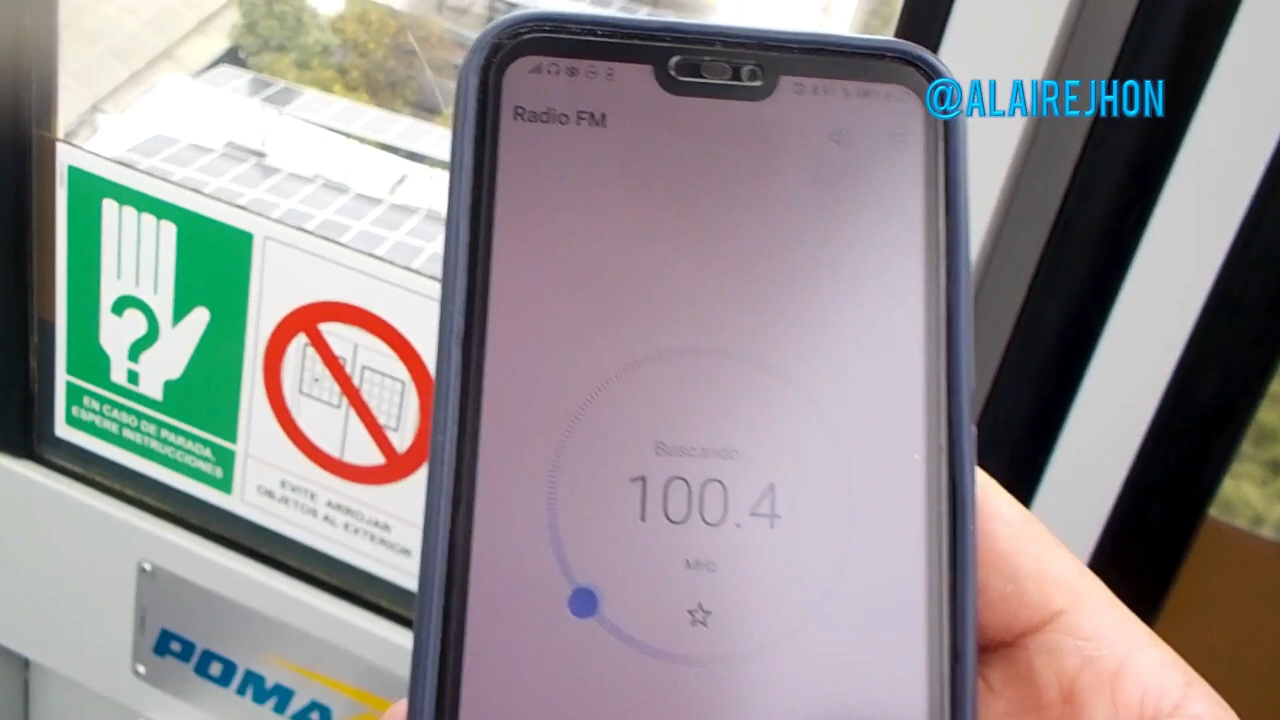 @ALAIREJHON
Radio FM
Buscando...
100.4
MHz
?
EN CASO DE PARADA,
ESPERE INSTRUCCIONES
EVITE ARROJAR
OBJETOS AL EXTERIOR
POMA